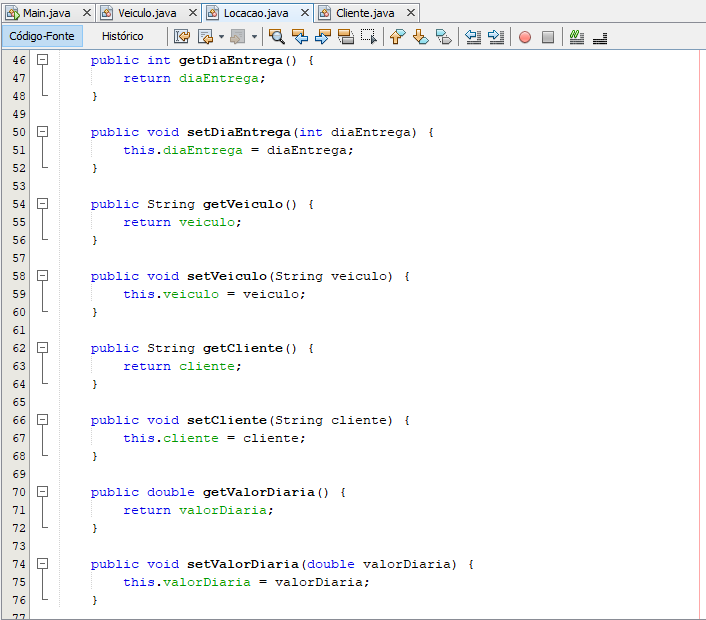 Main.java Veiculo.java Locacao.java Cliente.java
Código-Fonte Histórico
46 public int getDiaEntrega() {
47 return diaEntrega;
48 }
49
50 public void setDiaEntrega(int diaEntrega) {
51 this.diaEntrega = diaEntrega;
52 }
53
54 public String getVeiculo() {
55 return veiculo;
56 }
57
58 public void setVeiculo(String veiculo) {
59 this.veiculo = veiculo;
60 }
61
62 public String getCliente() {
63 return cliente;
64 }
65
66 public void setCliente(String cliente) {
67 this.cliente = cliente;
68 }
69
70 public double getValorDiaria() {
71 return valorDiaria;
72 }
73
74 public void setValorDiaria(double valorDiaria) {
75 this.valorDiaria = valorDiaria;
76 }
77